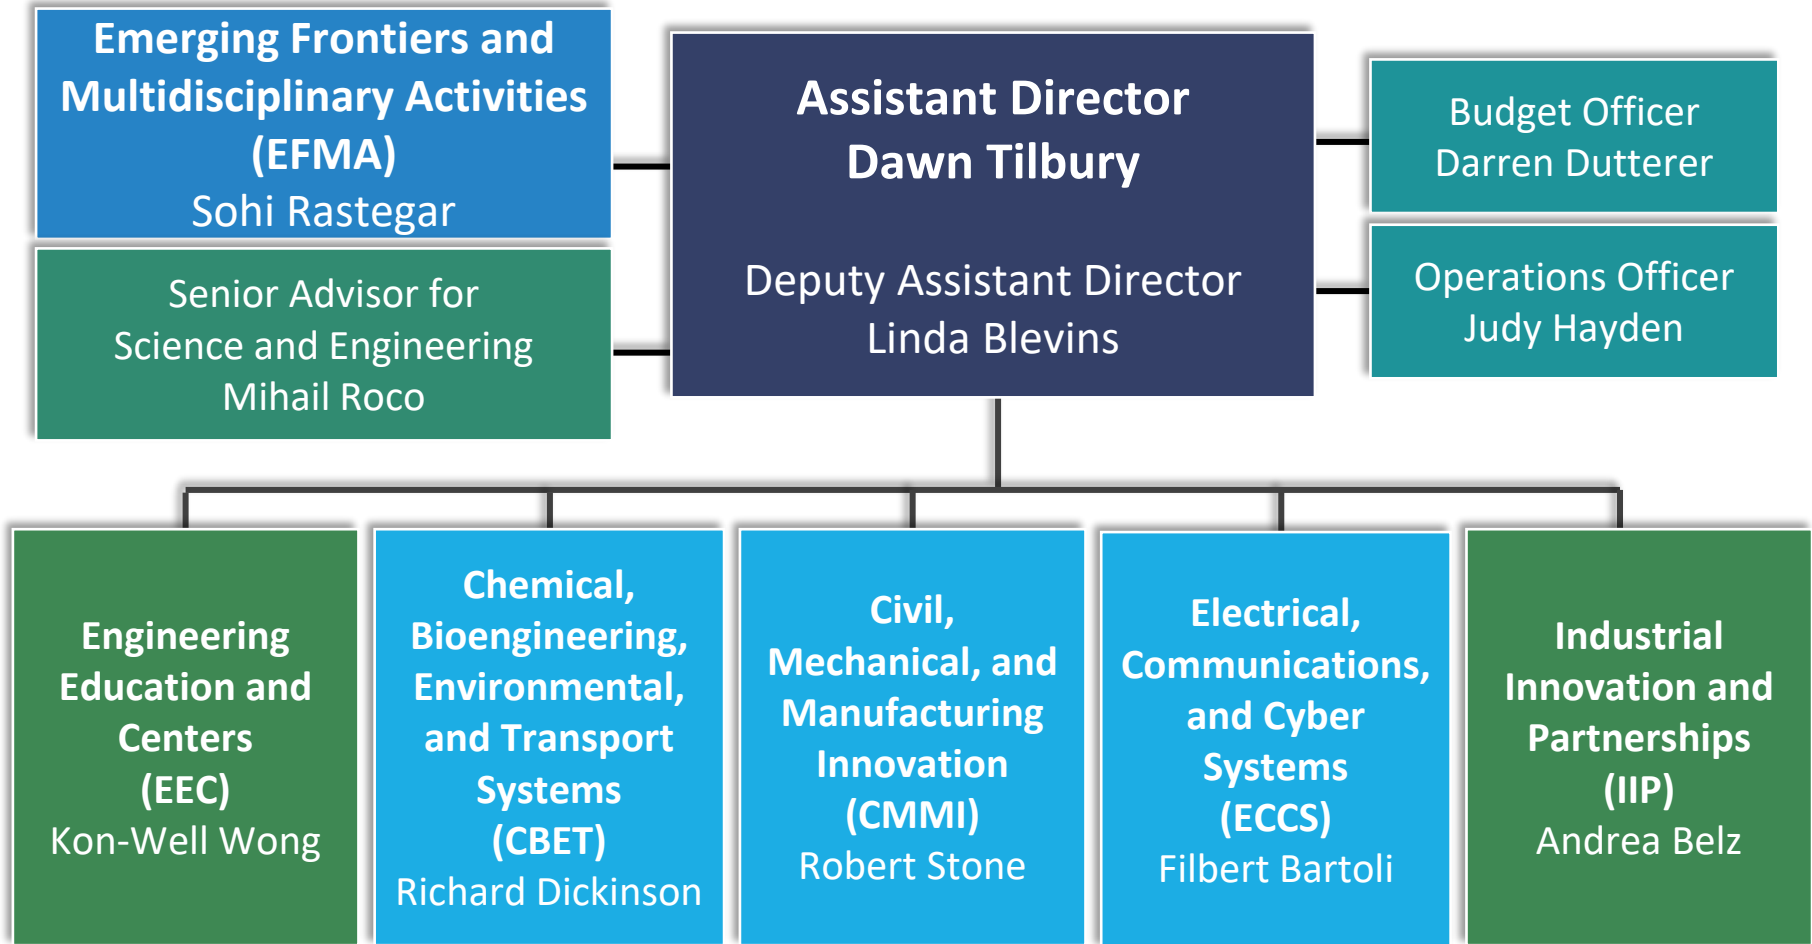 Emerging Frontiers and
Multidisciplinary Activities
(EFMA)
Sohi Rastegar
Senior Advisor for
Science and Engineering
Mihail Roco
Assistant Director
Dawn Tilbury
Deputy Assistant Director
Linda Blevins
Budget Officer
Darren Dutterer
Operations Officer
Judy Hayden
Engineering
Education and
Centers
(EEC)
Kon-Well Wong
Chemical,
Bioengineering,
Environmental,
and Transport
Systems
(CBET)
Richard Dickinson
Civil,
Mechanical, and
Manufacturing
Innovation
(CMMI)
Robert Stone
Electrical,
Communications,
and Cyber
Systems
(ECCS)
Filbert Bartoli
Industrial
Innovation and
Partnerships
(IIP)
Andrea Belz